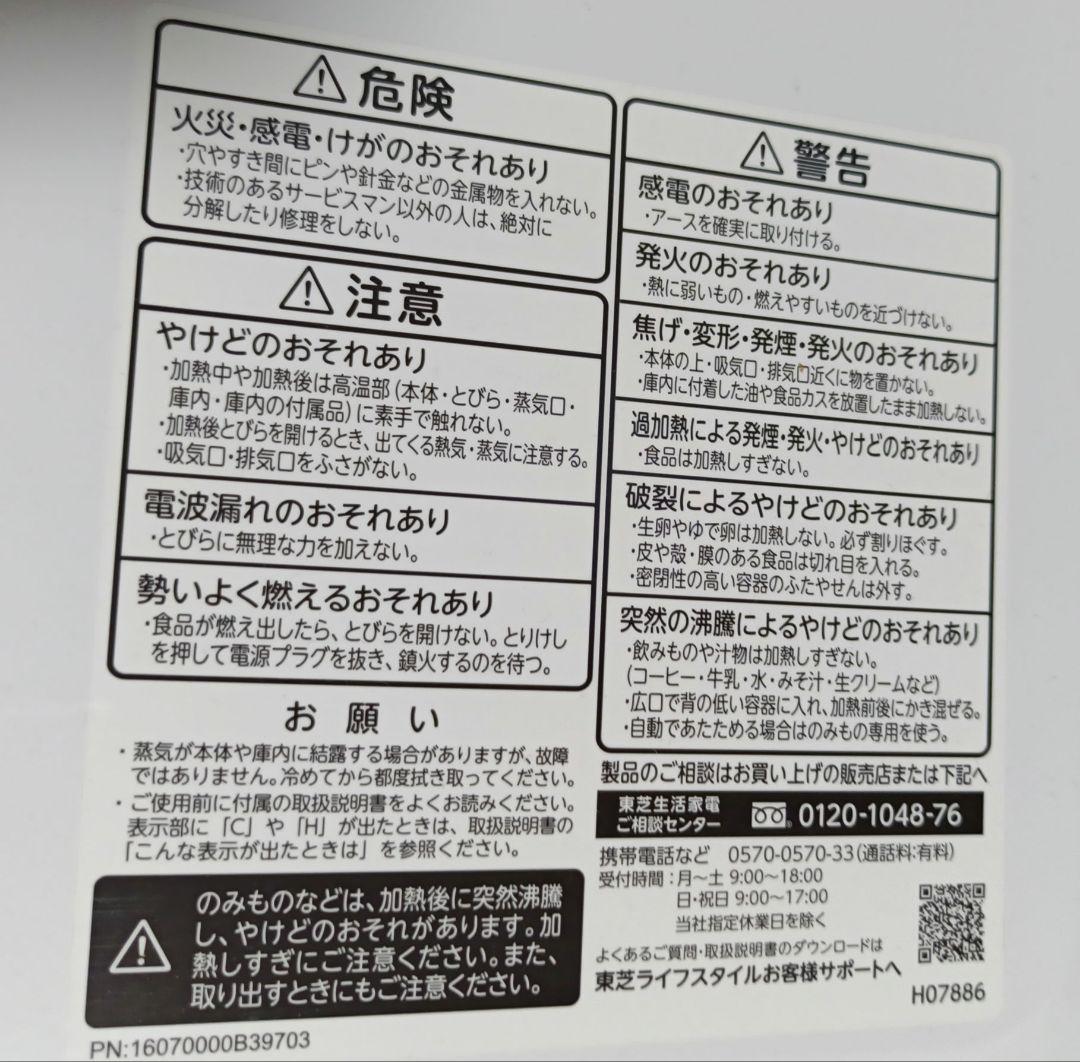 危険
火災・感電・けがのおそれあり
・穴やすき間にピンや針金などの金属物を入れない。
・技術のあるサービスマン以外の人は、絶対に
分解したり修理をしない。
注意
やけどのおそれあり
・加熱中や加熱後は高温部（本体・とびら・蒸気口・
庫内・庫内の付属品）に素手で触れない。
・加熱後とびらを開けるとき、出てくる熱気・蒸気に注意する。
・吸気口・排気口をふさがない。
電波漏れのおそれあり
・とびらに無理な力を加えない。
勢いよく燃えるおそれあり
・食品が燃え出したら、とびらを開けない。とりけし
を押して電源プラグを抜き、鎮火するのを待つ。
お願い
・蒸気が本体や庫内に結露する場合がありますが、故障
ではありません。冷めてから都度拭き取ってください。
・ご使用前に付属の取扱説明書をよくお読みください。
表示部に「C」や「H」が出たときは、取扱説明書の
「こんな表示が出たときは」を参照ください。
のみものなどは、加熱後に突然沸騰
し、やけどのおそれがあります。加
熱しすぎにご注意ください。また、
取り出すときにもご注意ください。
PN:16070000B39703
警告
感電のおそれあり
・アースを確実に取り付ける。
発火のおそれあり
・熱に弱いもの・燃えやすいものを近づけない。
焦げ・変形・発煙・発火のおそれあり
・本体の上・吸気口・排気口近くに物を置かない。
・庫内に付着した油や食品カスを放置したまま加熱しない。
過加熱による発煙・発火・やけどのおそれあり
・食品は加熱しすぎない。
破裂によるやけどのおそれあり
・生卵やゆで卵は加熱しない。必ず割りほぐす。
・皮や殻・膜のある食品は切れ目を入れる。
・密閉性の高い容器のふたやせんは外す。
突然の沸騰によるやけどのおそれあり
・飲みものや汁物は加熱しすぎない。
（コーヒー・牛乳・水・みそ汁・生クリームなど）
・広口で背の低い容器に入れ、加熱前後にかき混ぜる。
・自動であたためる場合はのみもの専用を使う。
製品のご相談はお買い上げの販売店または下記へ
東芝生活家電
ご相談センター 0120-1048-76
携帯電話など 0570-0570-33（通話料:有料）
受付時間：月～土 9:00～18:00
日・祝日 9:00～17:00
当社指定休業日を除く
よくあるご質問・取扱説明書のダウンロードは
東芝ライフスタイルお客様サポートへ
H07886